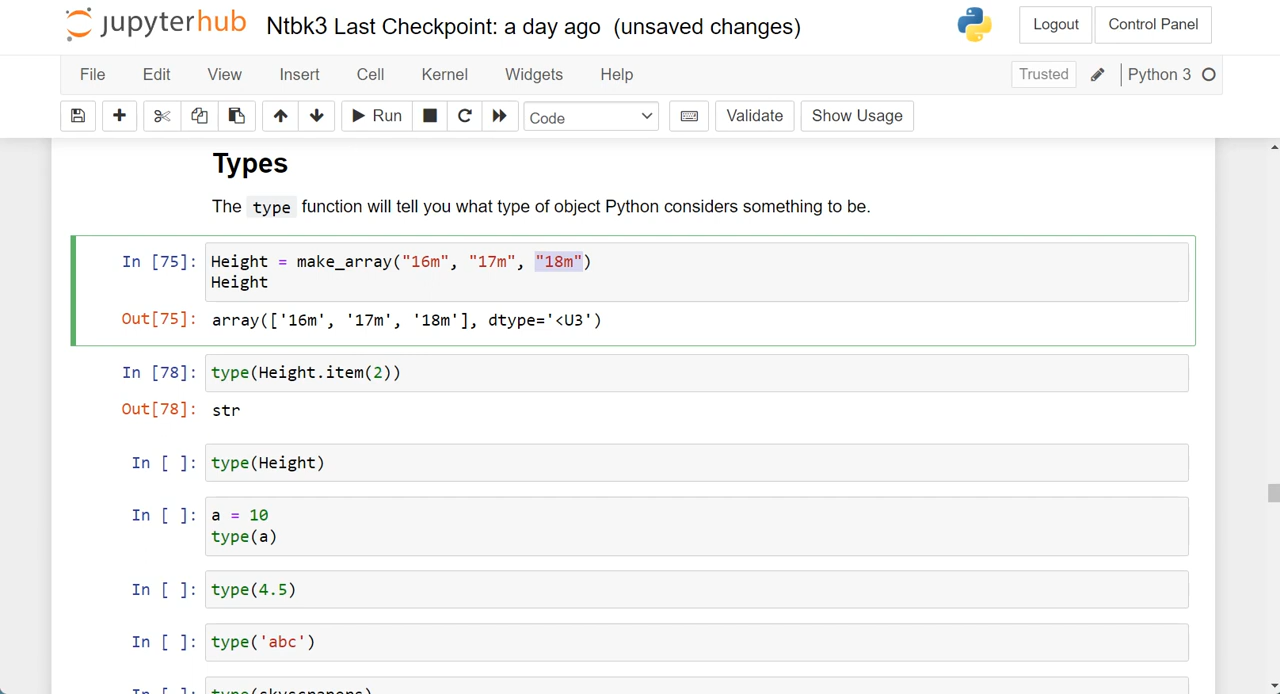 jupyterhub Ntbk3 Last Checkpoint: a day ago (unsaved changes) Logout Control Panel
File Edit View Insert Cell Kernel Widgets Help Trusted Python 3
Run Code Validate Show Usage
Types
The type function will tell you what type of object Python considers something to be.
In [75]: Height = make_array("16m", "17m", "18m")
Height
Out[75]: array(['16m', '17m', '18m'], dtype='<U3')
In [78]: type(Height.item(2))
Out[78]: str
In [ ]: type(Height)
In [ ]: a = 10
type(a)
In [ ]: type(4.5)
In [ ]: type('abc')
In [ ]: type(skyscrapers)